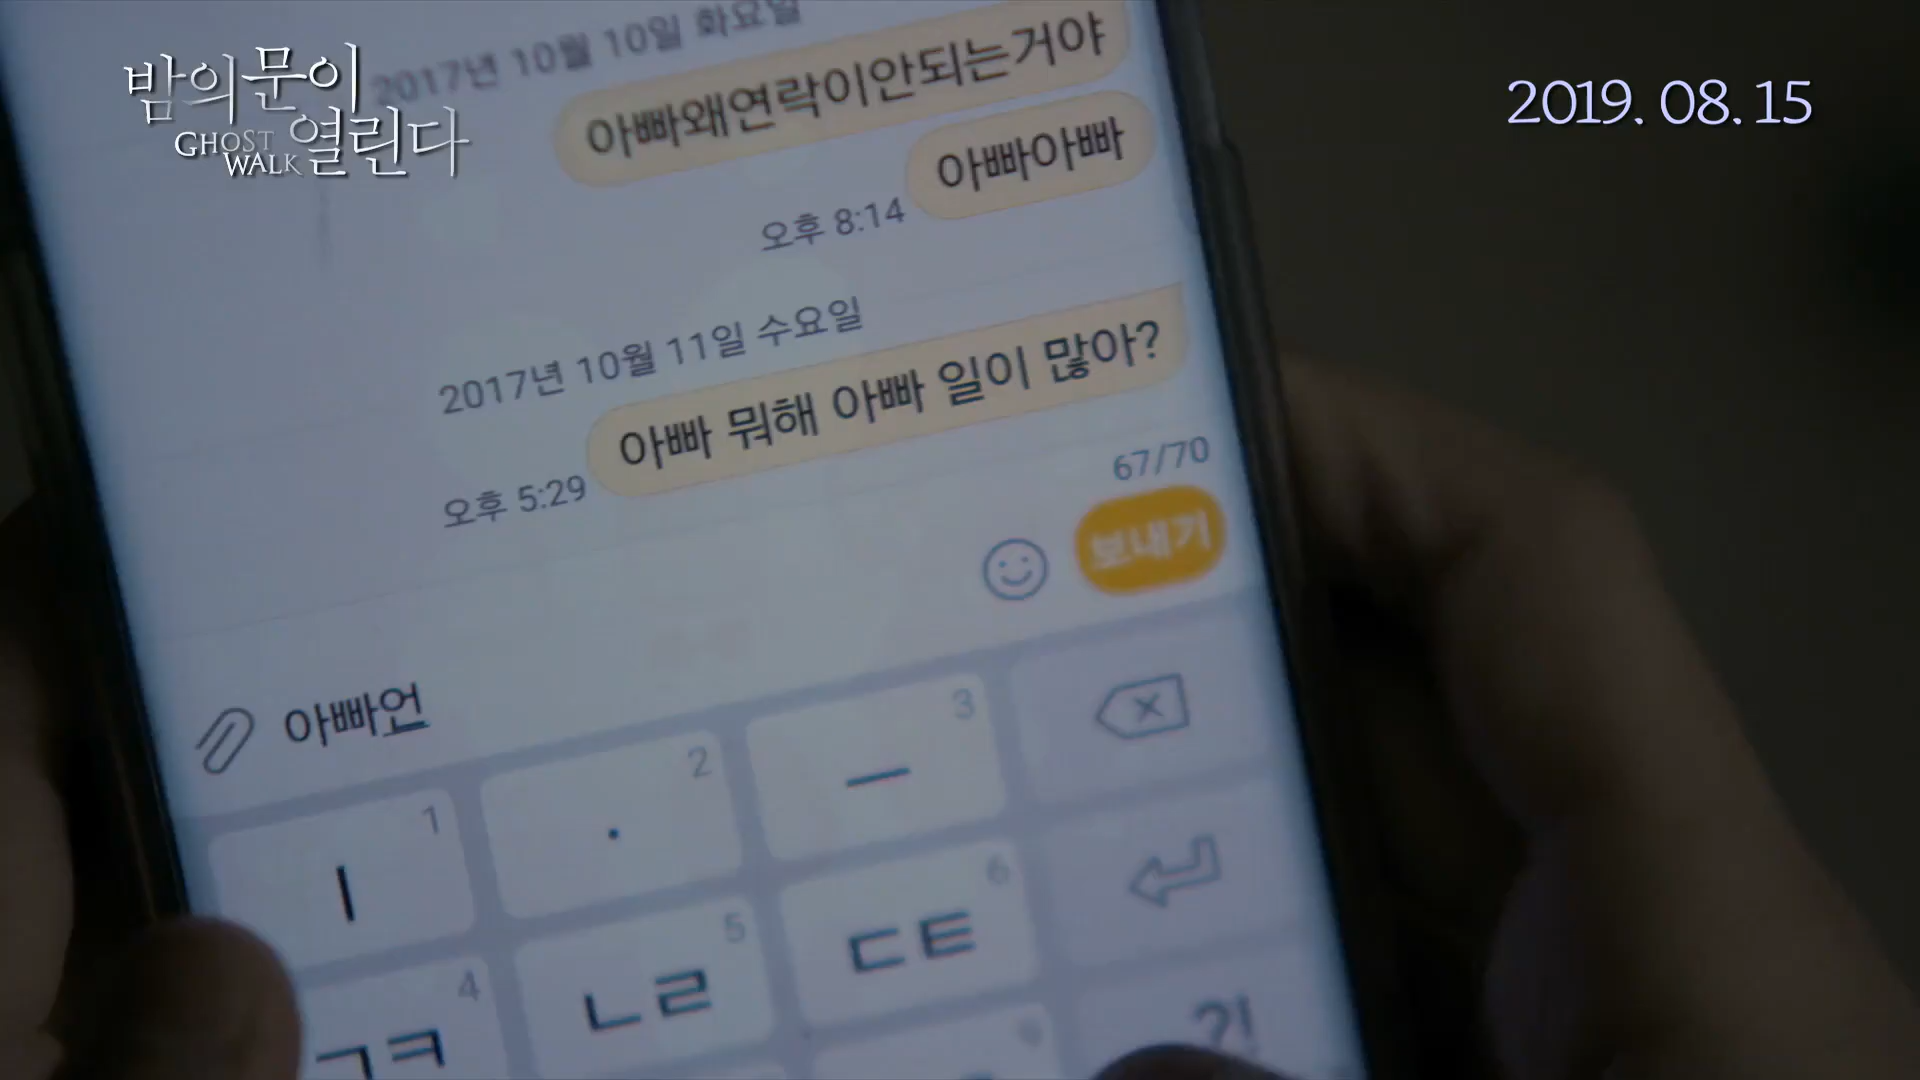 밤의문이
열린다
GHOST
WALK
2019. 08. 15
2017년 10월 10일 화요일
아빠왜연락이안되는거야
아빠아빠
오후 8:14
2017년 10월 11일 수요일
아빠 뭐해 아빠 일이 많아?
오후 5:29
67/70
보내기
아빠언
1
ㅣ
2
.
3
ㅡ
4
ㄱㅋ
5
ㄴㄹ
6
ㄷㅌ
9
?!